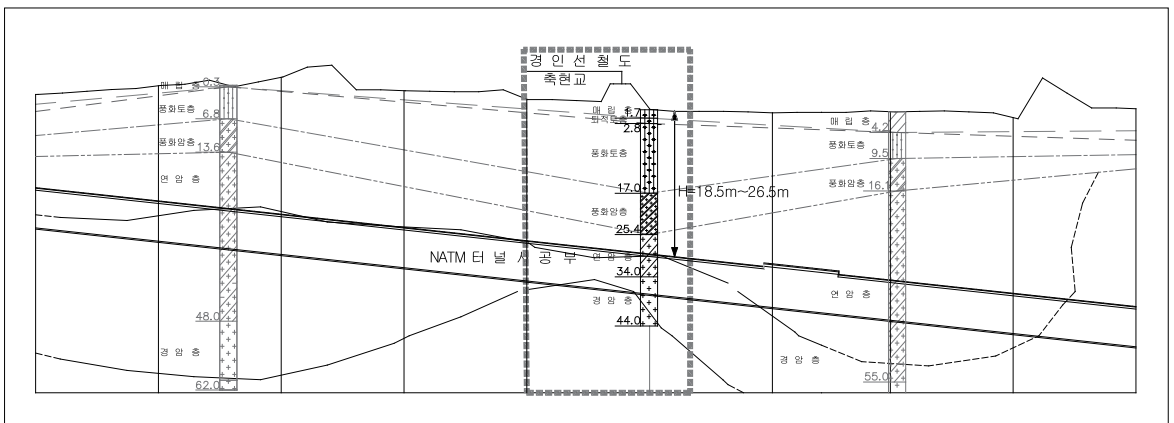 경 인 선 철 도
축현교
매 립 층
0.3
풍화토층
6.8
풍화암층
13.6
연 암 층
48.0
경 암 층
62.0
매 립 층
1.7
퇴적토층
2.8
풍화토층
17.0
풍화암층
25.4
연 암 층
34.0
경 암 층
44.0
H=18.5m~26.5m
NATM 터 널 시 공 부
매 립 층
4.2
풍화토층
9.5
풍화암층
16.1
연 암 층
경 암 층
55.0